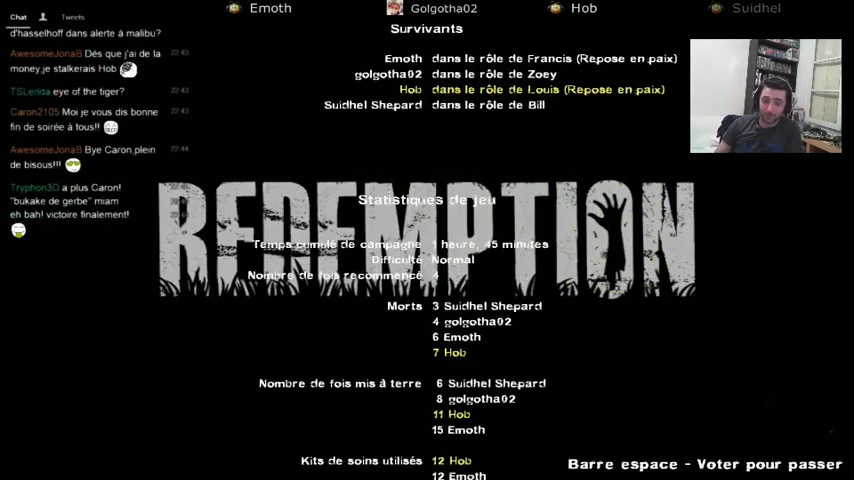 Emoth
Golgotha02
Hob
Suidhel
Chat
Tweets
d'hasselhoff dans alerte à malibu?
AwesomeJonaB Dés que j'ai de la 22:43
money,je stalkerais Hob
TSLerida eye of the tiger? 22:43
Caron2105 Moi je vous dis bonne 22:43
fin de soirée à tous!!
AwesomeJonaB Bye Caron,plein 22:44
de bisous!!!
Tryphon3D a plus Caron!
"bukake de gerbe" miam
eh bah! victoire finalement!
Survivants
Emoth dans le rôle de Francis (Repose en paix)
golgotha02 dans le rôle de Zoey
Hob dans le rôle de Louis (Repose en paix)
Suidhel Shepard dans le rôle de Bill
REDEMPTION
Statistiques de jeu
Temps cumulé de campagne 1 heure, 45 minutes
Difficulté Normal
Nombre de fois recommencé 4
Morts 3 Suidhel Shepard
4 golgotha02
6 Emoth
7 Hob
Nombre de fois mis à terre 6 Suidhel Shepard
8 golgotha02
11 Hob
15 Emoth
Kits de soins utilisés 12 Hob
12 Emoth
Barre espace - Voter pour passer